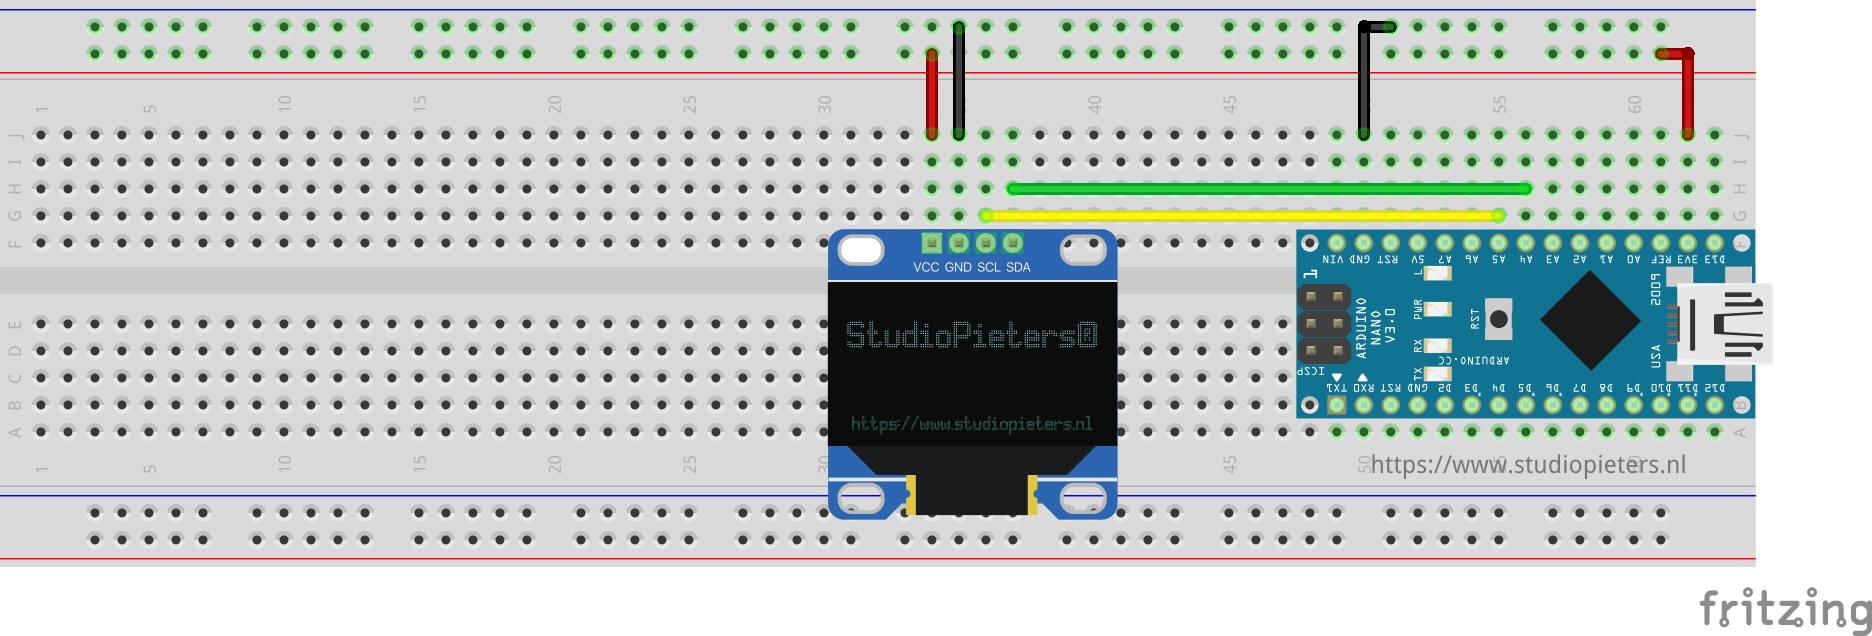 1 5 10 15 20 25 30 40 45 55 60
J J
I I
H H
G G
F F
VCC GND SCL SDA
VIN GND RST 5V A7 A6 A5 A4 A3 A2 A1 A0 REF 3V3 D13
1
L
PWR
RX
TX
ARDUINO
NANO
V3.0
RST
ARDUINO.CC
USA
ICSP
TX1 RX0 RST GND D2 D3 D4 D5 D6 D7 D8 D9 D10 D11 D12
E
D
C
B B
A A
StudioPieters®
https://www.studiopieters.nl
1 5 10 15 20 25 30 45 50 55 60
https://www.studiopieters.nl
fritzing